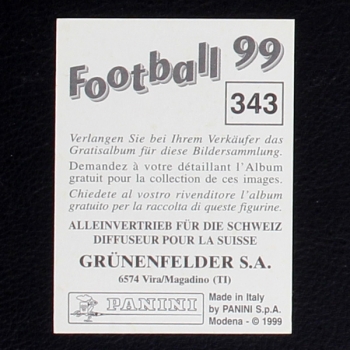 Football 99
343
Verlangen Sie bei Ihrem Verkäufer das
Gratisalbum für diese Bildersammlung.
Demandez à votre détaillant l'Album
gratuit pour la collection de ces images.
Chiedete al vostro rivenditore l'album
gratuito per la raccolta di queste figurine.
ALLEINVERTRIEB FÜR DIE SCHWEIZ
DIFFUSEUR POUR LA SUISSE
GRÜNENFELDER S.A.
6574 Vira/Magadino (TI)
PANINI
Made in Italy
by PANINI S.p.A.
Modena - © 1999